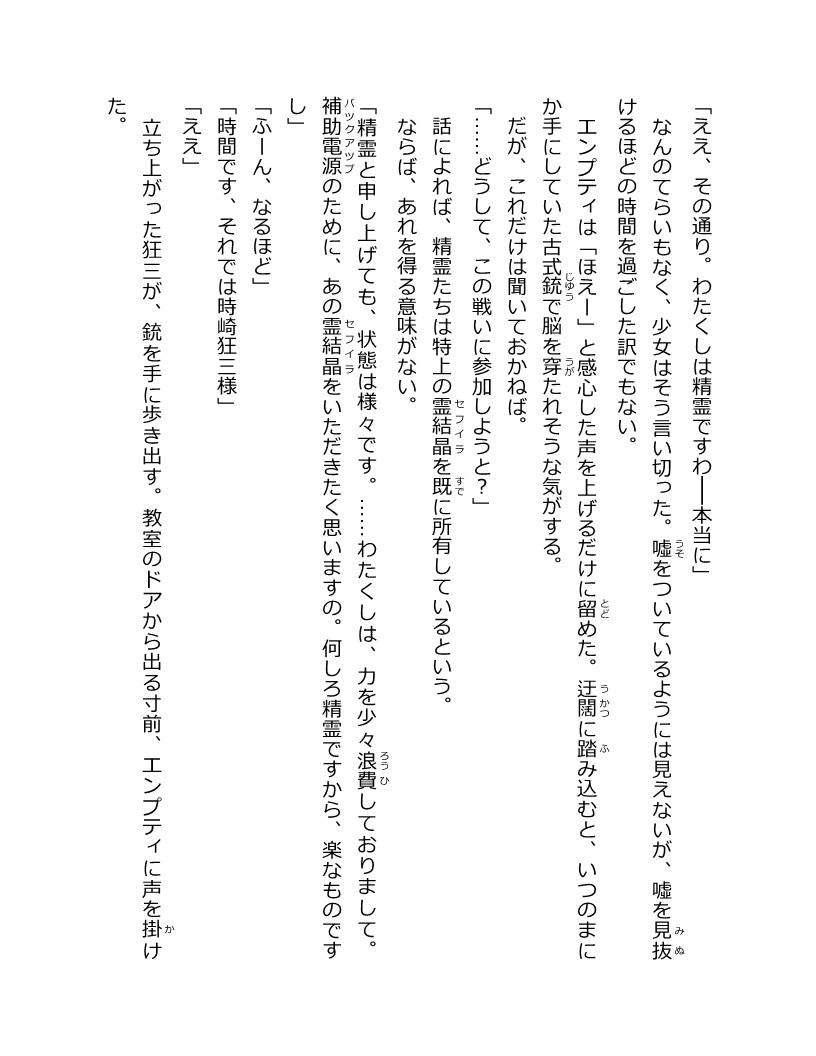 「ええ、その通り。わたくしは精霊ですわ──本当に」
なんのてらいもなく、少女はそう言い切った。嘘をついているようには見えないが、嘘を見抜
けるほどの時間を過ごした訳でもない。
エンプティは「ほえー」と感心した声を上げるだけに留めた。迂闊に踏み込むと、いつのまに
か手にしていた古式銃で脳を穿たれそうな気がする。
だが、これだけは聞いておかねば。
「……どうして、この戦いに参加しようと?」
話によれば、精霊たちは特上の霊結晶を既に所有しているという。
ならば、あれを得る意味がない。
「精霊と申し上げても、状態は様々です。……わたくしは、力を少々浪費しておりまして。
補助電源のために、あの霊結晶をいただきたく思いますの。何しろ精霊ですから、楽なものです
し」
「ふーん、なるほど」
「時間です、それでは時崎狂三様」
「ええ」
立ち上がった狂三が、銃を手に歩き出す。教室のドアから出る寸前、エンプティに声を掛け
た。